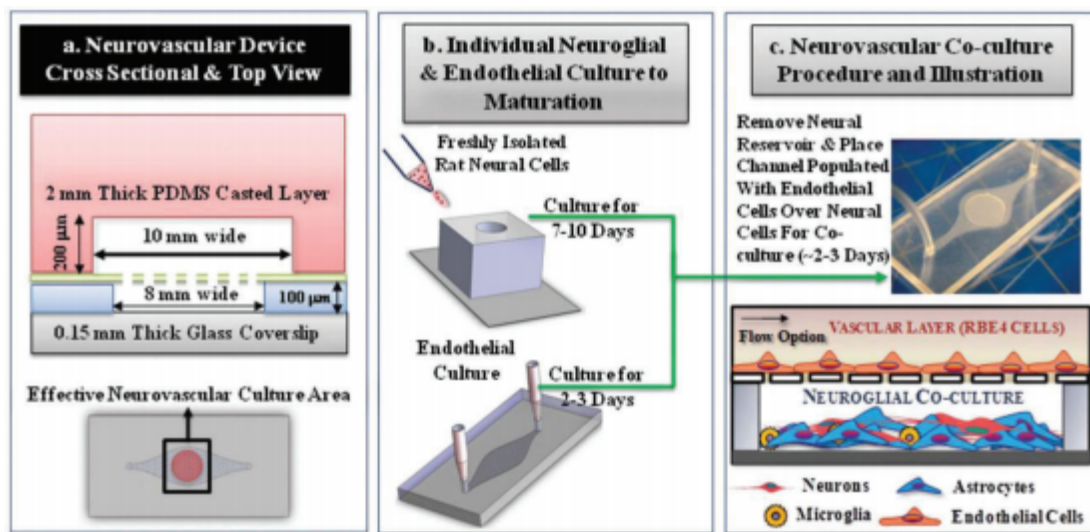 a. Neurovascular Device
Cross Sectional & Top View
2 mm Thick PDMS Casted Layer
200 µm
10 mm wide
8 mm wide
100 µm
0.15 mm Thick Glass Coverslip
Effective Neurovascular Culture Area
b. Individual Neuroglial
& Endothelial Culture to
Maturation
Freshly Isolated
Rat Neural Cells
Culture for
7-10 Days
Endothelial
Culture
Culture for
2-3 Days
c. Neurovascular Co-culture
Procedure and Illustration
Remove Neural
Reservoir & Place
Channel Populated
With Endothelial
Cells Over Neural
Cells For Co-
culture (~2-3 Days)
VASCULAR LAYER (RBE4 CELLS)
Flow Option
NEUROGLIAL CO-CULTURE
Neurons
Astrocytes
Microglia
Endothelial Cells